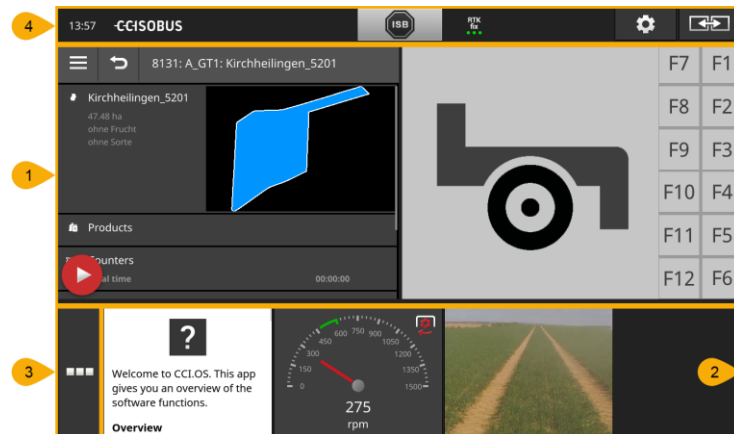 4
13:57
CCISOBUS
ISB
RTK
fix
8131: A_GT1: Kirchheilingen_5201
Kirchheilingen_5201
47.48 ha
ohne Frucht
ohne Sorte
Products
ounters
al time
00:00:00
F7 F1
F8 F2
F9 F3
F10 F4
F11 F5
F12 F6
1
3
?
Welcome to CCI.OS. This app
gives you an overview of the
software functions.
Overview
0
150
300
450
600
750
900
1050
1200
1350
1500
275
rpm
2